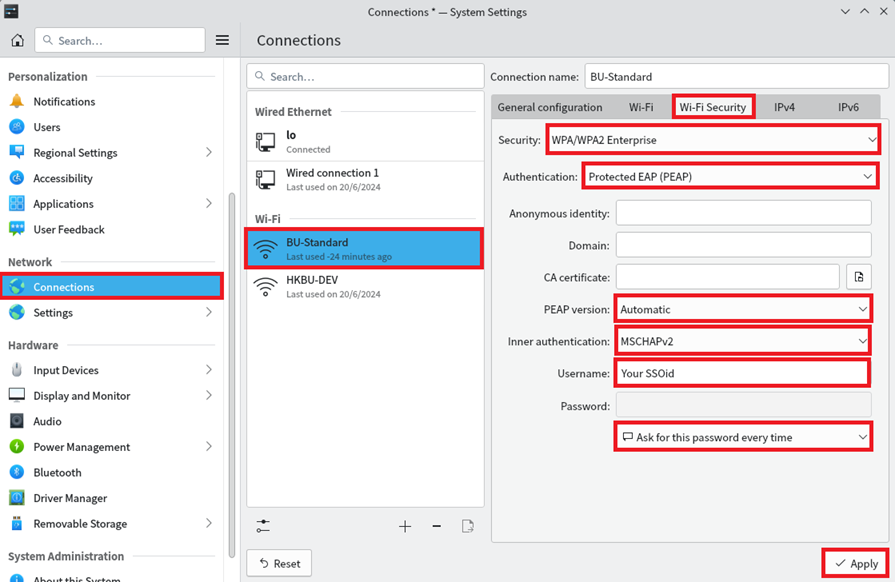 Connections * — System Settings
Search...
Personalization
Notifications
Users
Regional Settings
Accessibility
Applications
User Feedback
Network
Connections
Settings
Hardware
Input Devices
Display and Monitor
Audio
Power Management
Bluetooth
Driver Manager
Removable Storage
System Administration
About this System
Connections
Search...
Wired Ethernet
lo
Connected
Wired connection 1
Last used on 20/6/2024
Wi-Fi
BU-Standard
Last used -24 minutes ago
HKBU-DEV
Last used on 20/6/2024
Reset
Connection name: BU-Standard
General configuration Wi-Fi Wi-Fi Security IPv4 IPv6
Security: WPA/WPA2 Enterprise
Authentication: Protected EAP (PEAP)
Anonymous identity:
Domain:
CA certificate:
PEAP version: Automatic
Inner authentication: MSCHAPv2
Username: Your SSOid
Password:
Ask for this password every time
Apply